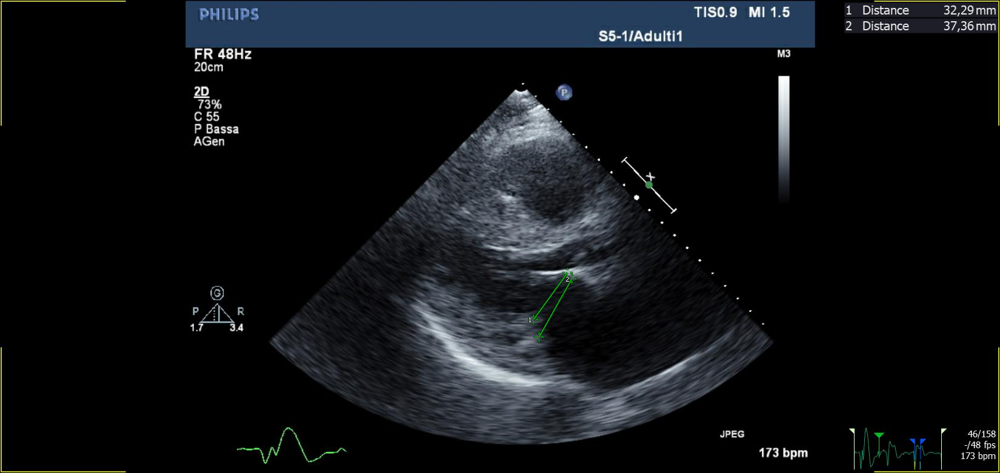 PHILIPS
TIS0.9 MI 1.5
S5-1/Adulti1
1 Distance 32,29 mm
2 Distance 37,36 mm
FR 48Hz
20cm
2D
73%
C 55
P Bassa
AGen
M3
P
X
2
1
G
P R
1.7 3.4
JPEG
173 bpm
46/158
-/48 fps
173 bpm